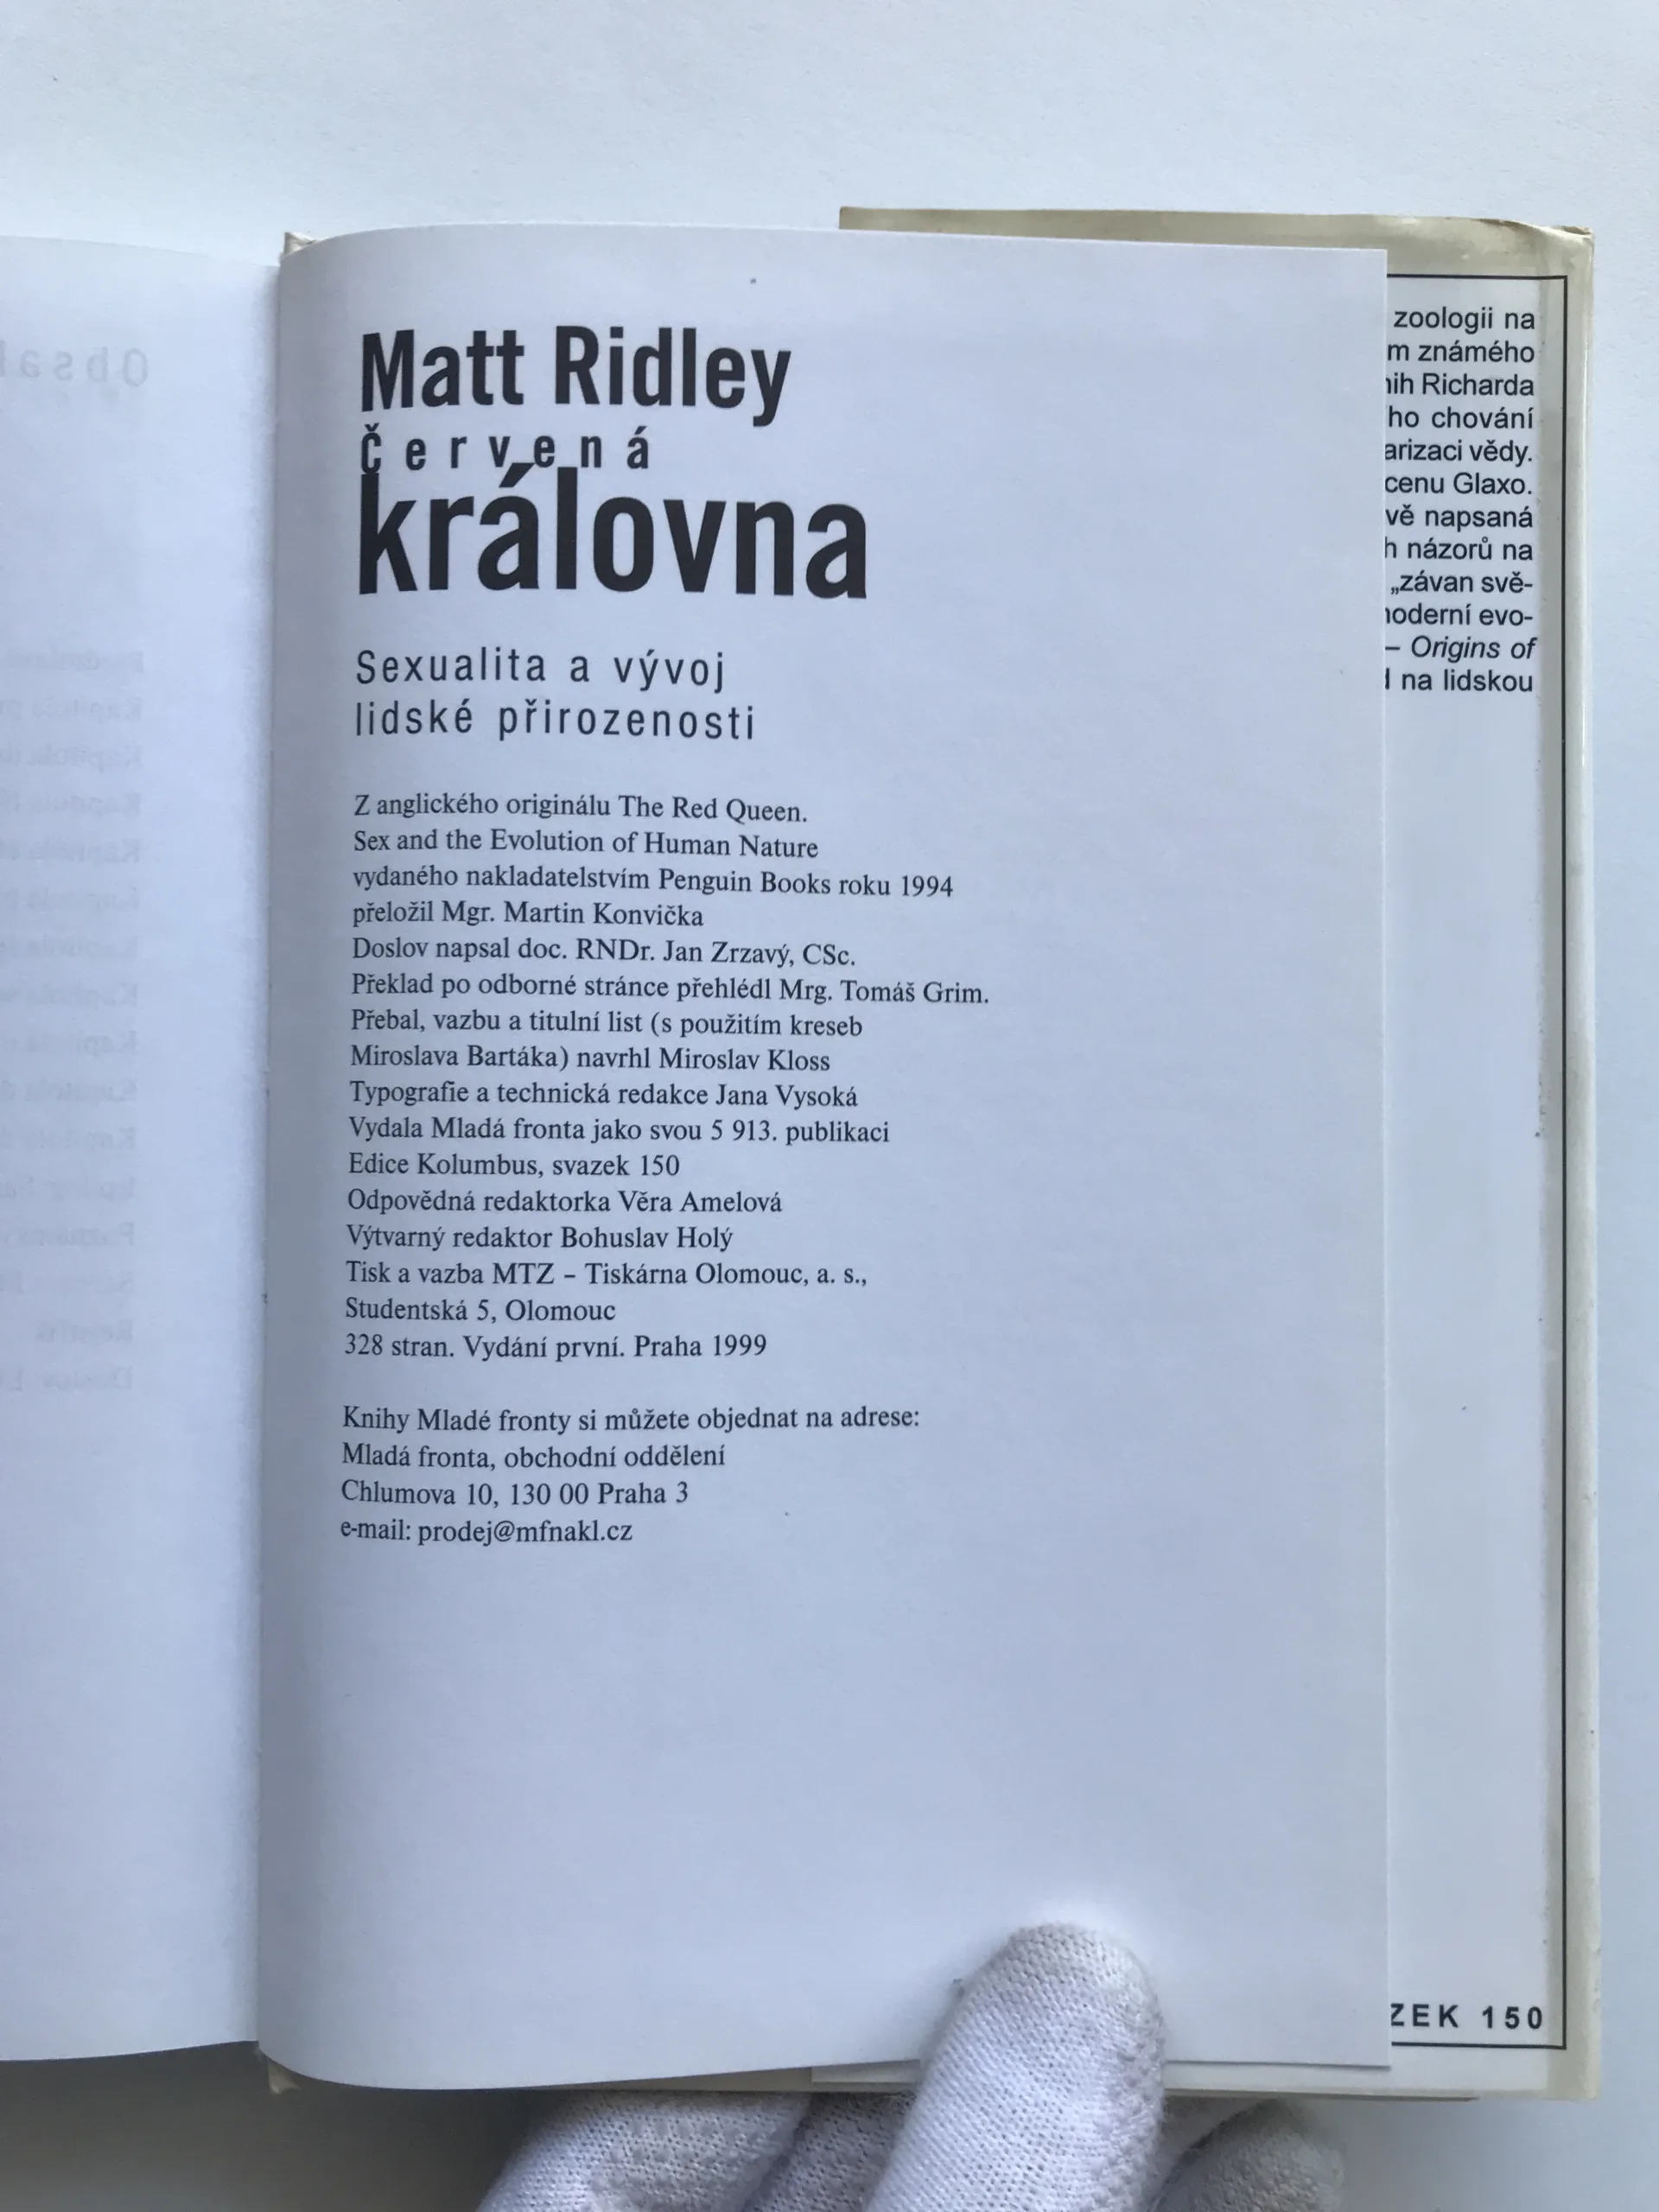 Matt Ridley
Červená
královna
Sexualita a vývoj
lidské přirozenosti
Z anglického originálu The Red Queen.
Sex and the Evolution of Human Nature
vydaného nakladatelstvím Penguin Books roku 1994
přeložil Mgr. Martin Konvička
Doslov napsal doc. RNDr. Jan Zrzavý, CSc.
Překlad po odborné stránce přehlédl Mrg. Tomáš Grim.
Přebal, vazbu a titulní list (s použitím kreseb
Miroslava Bartáka) navrhl Miroslav Kloss
Typografie a technická redakce Jana Vysoká
Vydala Mladá fronta jako svou 5 913. publikaci
Edice Kolumbus, svazek 150
Odpovědná redaktorka Věra Amelová
Výtvarný redaktor Bohuslav Holý
Tisk a vazba MTZ – Tiskárna Olomouc, a. s.,
Studentská 5, Olomouc
328 stran. Vydání první. Praha 1999
Knihy Mladé fronty si můžete objednat na adrese:
Mladá fronta, obchodní oddělení
Chlumova 10, 130 00 Praha 3
e-mail: prodej@mfnakl.cz
zoologii na
známého
Richarda
chování
vědy.
cenu Glaxo.
napsaná
názorů na
„závan svě-
evo-
– Origins of
na lidskou
ZEK 150